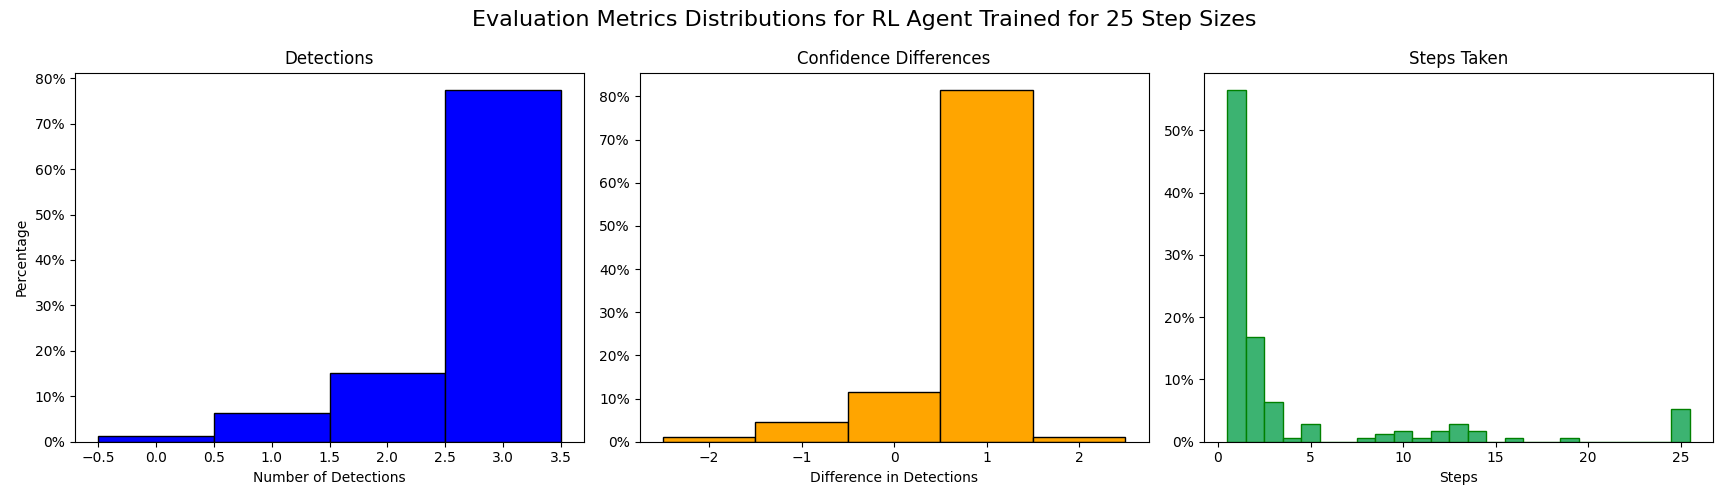 Evaluation Metrics Distributions for RL Agent Trained for 25 Step Sizes
Detections
80%
70%
60%
50%
40%
30%
20%
10%
0%
Percentage
−0.5 0.0 0.5 1.0 1.5 2.0 2.5 3.0 3.5
Number of Detections
Confidence Differences
80%
70%
60%
50%
40%
30%
20%
10%
0%
−2 −1 0 1 2
Difference in Detections
Steps Taken
50%
40%
30%
20%
10%
0%
0 5 10 15 20 25
Steps